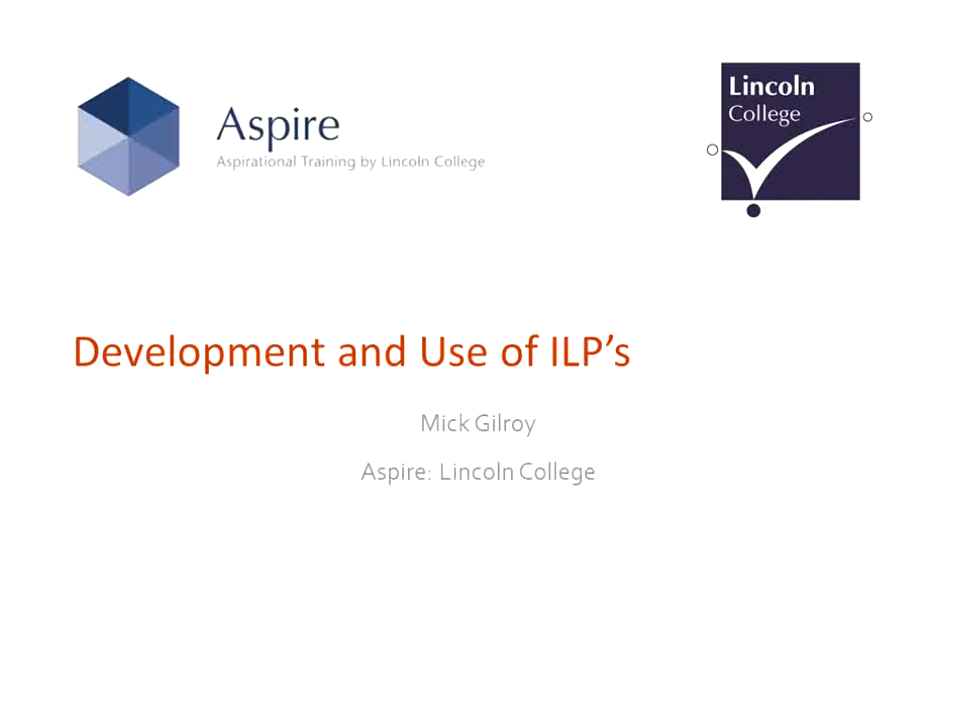 Aspire
Aspirational Training by Lincoln College
Lincoln
College
Development and Use of ILP’s
Mick Gilroy
Aspire: Lincoln College